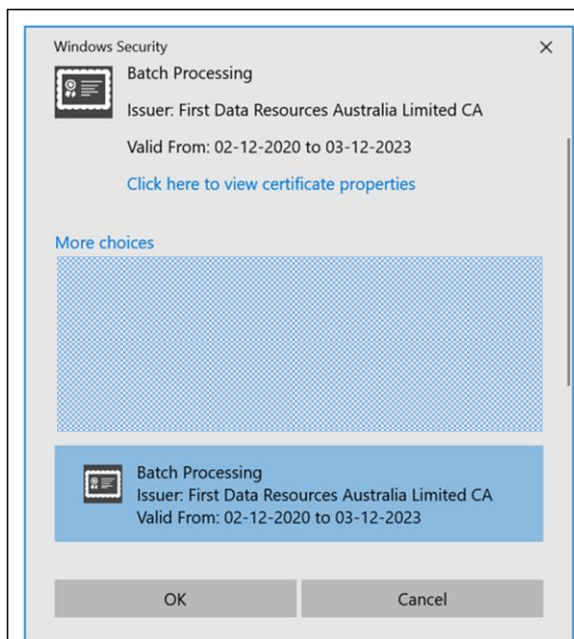 Windows Security
Batch Processing
Issuer: First Data Resources Australia Limited CA
Valid From: 02-12-2020 to 03-12-2023
Click here to view certificate properties
More choices
Batch Processing
Issuer: First Data Resources Australia Limited CA
Valid From: 02-12-2020 to 03-12-2023
OK
Cancel